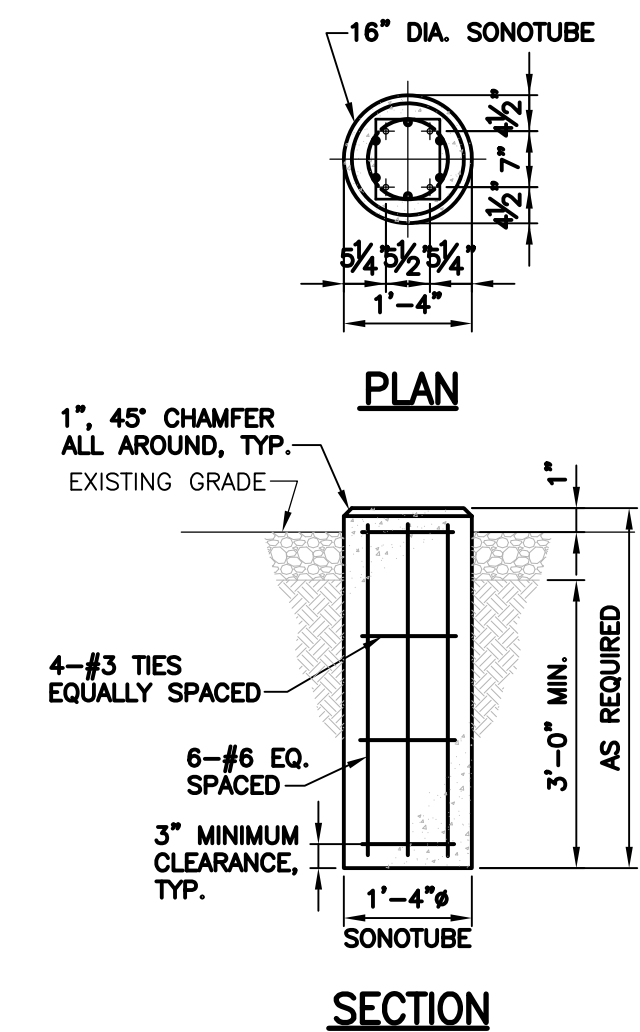 16" DIA. SONOTUBE
4½"
7"
4½"
5¼"
5½"
5¼"
1'-4"
PLAN
1", 45° CHAMFER
ALL AROUND, TYP.
EXISTING GRADE
1"
4-#3 TIES
EQUALLY SPACED
6-#6 EQ.
SPACED
3'-0" MIN.
AS REQUIRED
3" MINIMUM
CLEARANCE,
TYP.
1'-4"ø
SONOTUBE
SECTION